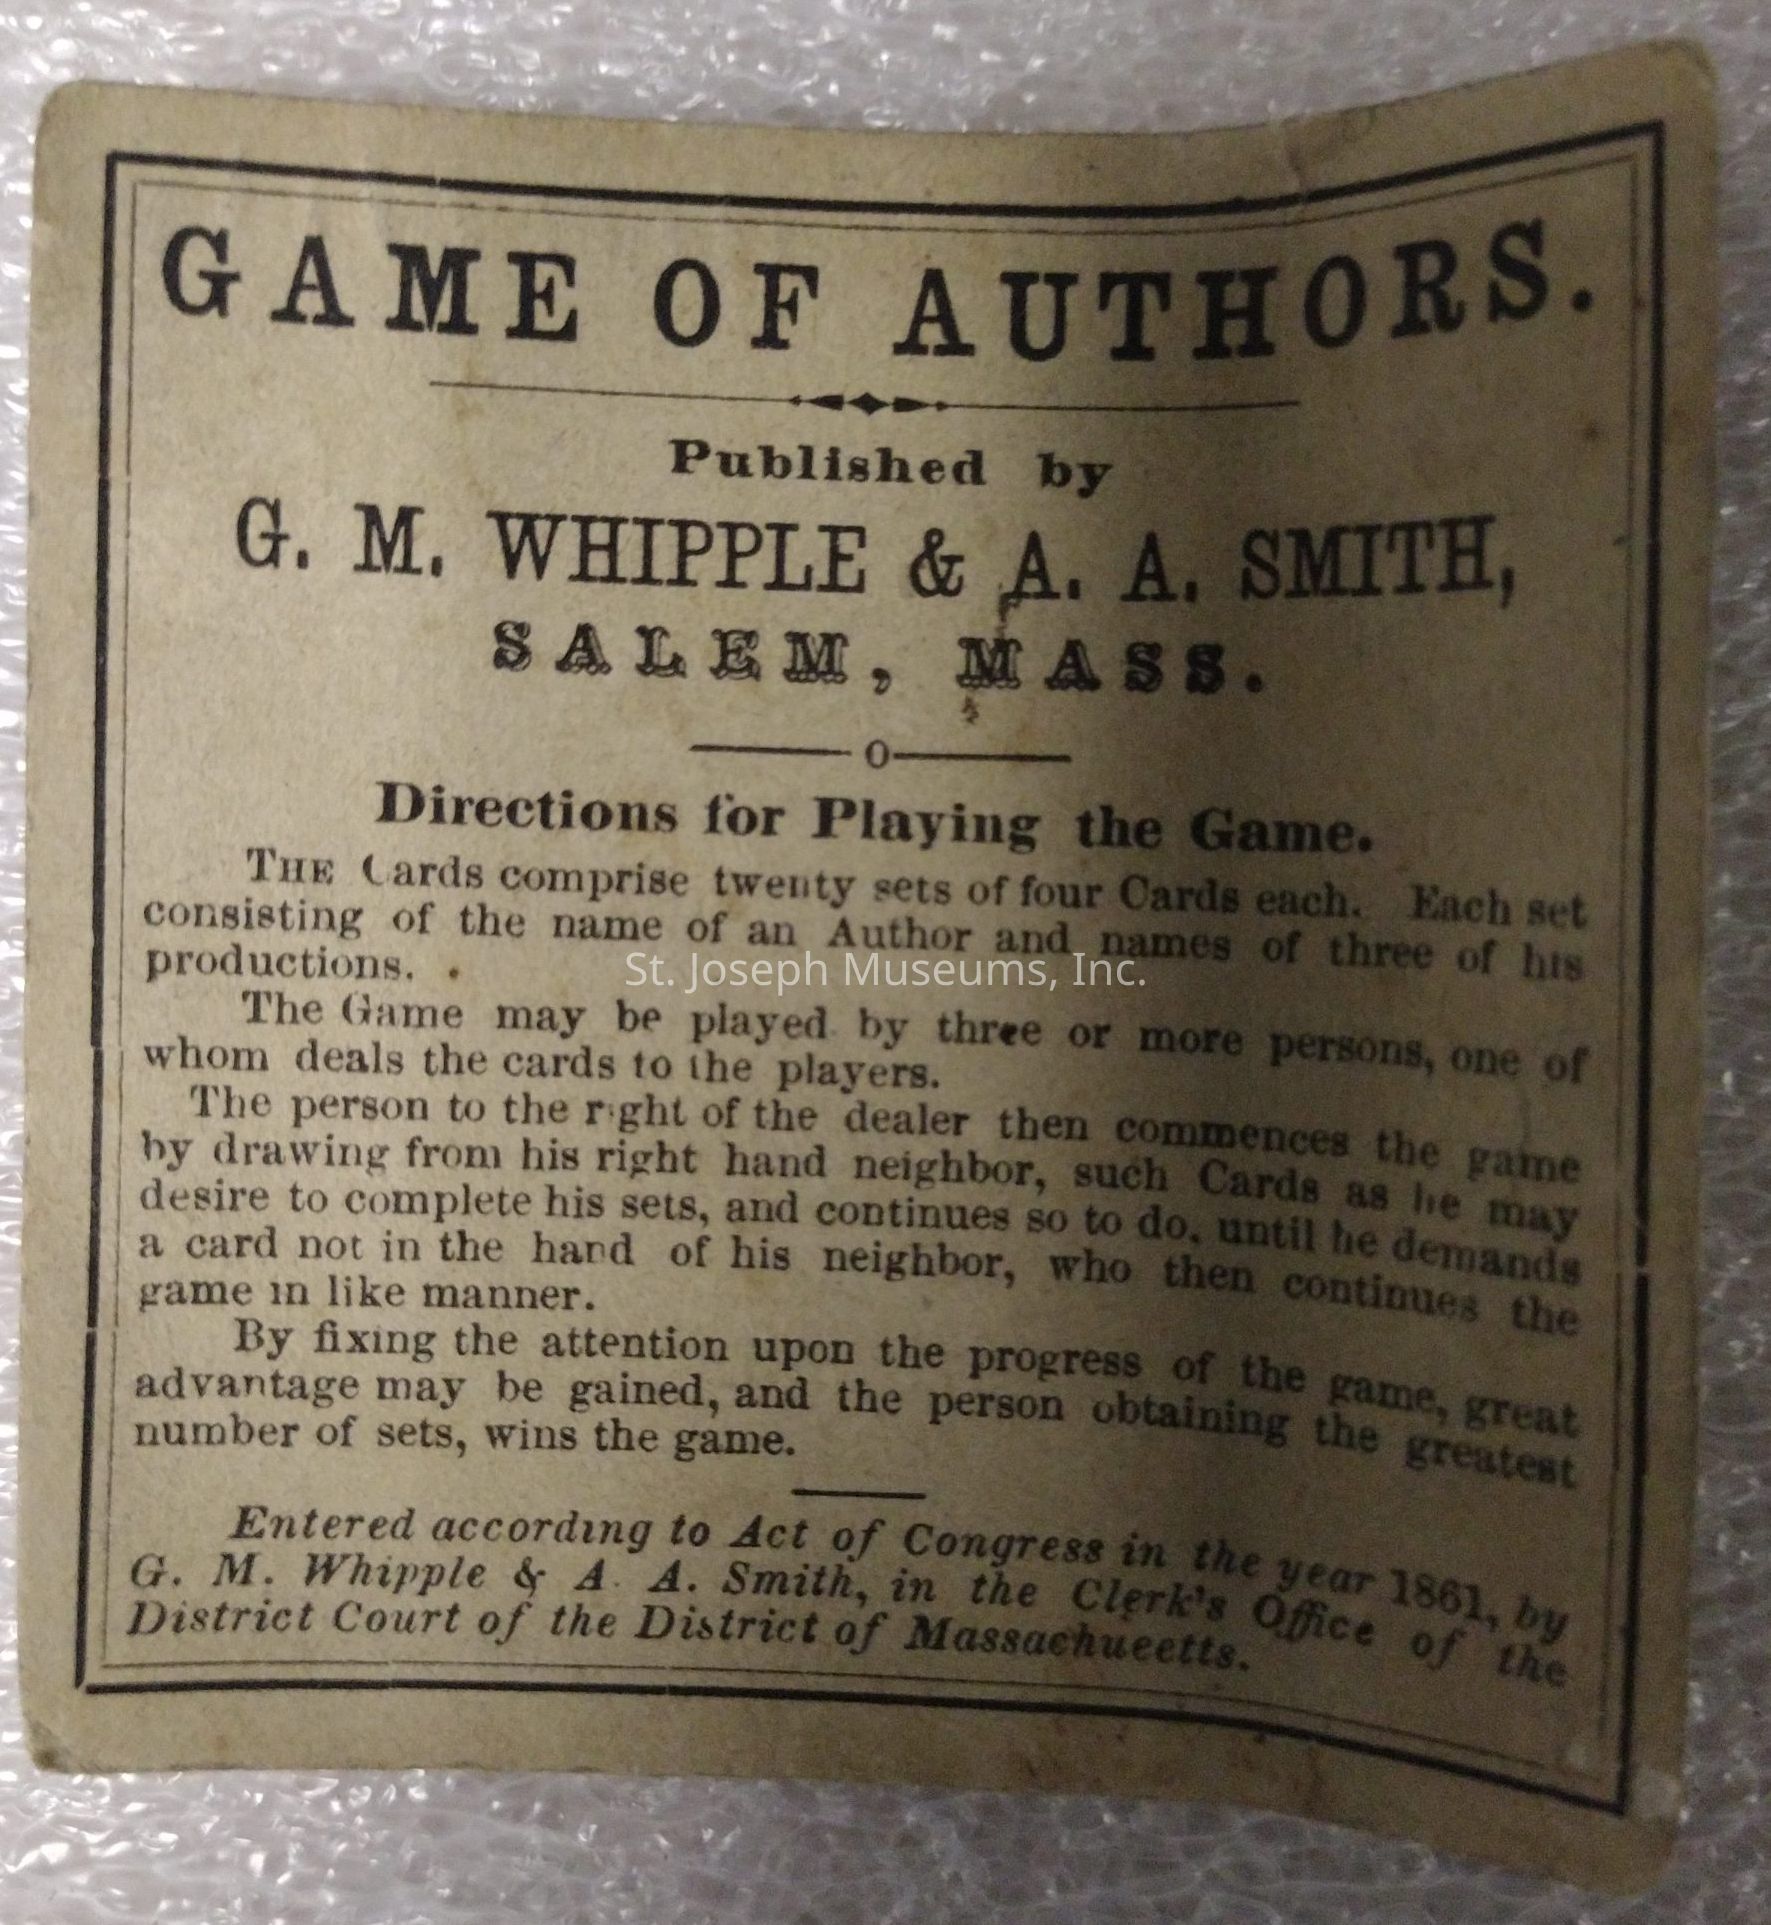 GAME OF AUTHORS.
Published by
G. M. WHIPPLE & A. A. SMITH,
SALEM, MASS.
Directions for Playing the Game.
THE Cards comprise twenty sets of four Cards each. Each set
consisting of the name of an Author and names of three of his
productions.
St. Joseph Museums, Inc.
The Game may be played by three or more persons, one of
whom deals the cards to the players.
The person to the right of the dealer then commences the game
by drawing from his right hand neighbor, such Cards as he may
desire to complete his sets, and continues so to do, until he demands
a card not in the hand of his neighbor, who then continues the
game in like manner.
By fixing the attention upon the progress of the game, great
advantage may be gained, and the person obtaining the greatest
number of sets, wins the game.
Entered according to Act of Congress in the year 1861, by
G. M. Whipple & A. A. Smith, in the Clerk's Office of the
District Court of the District of Massachueetts.